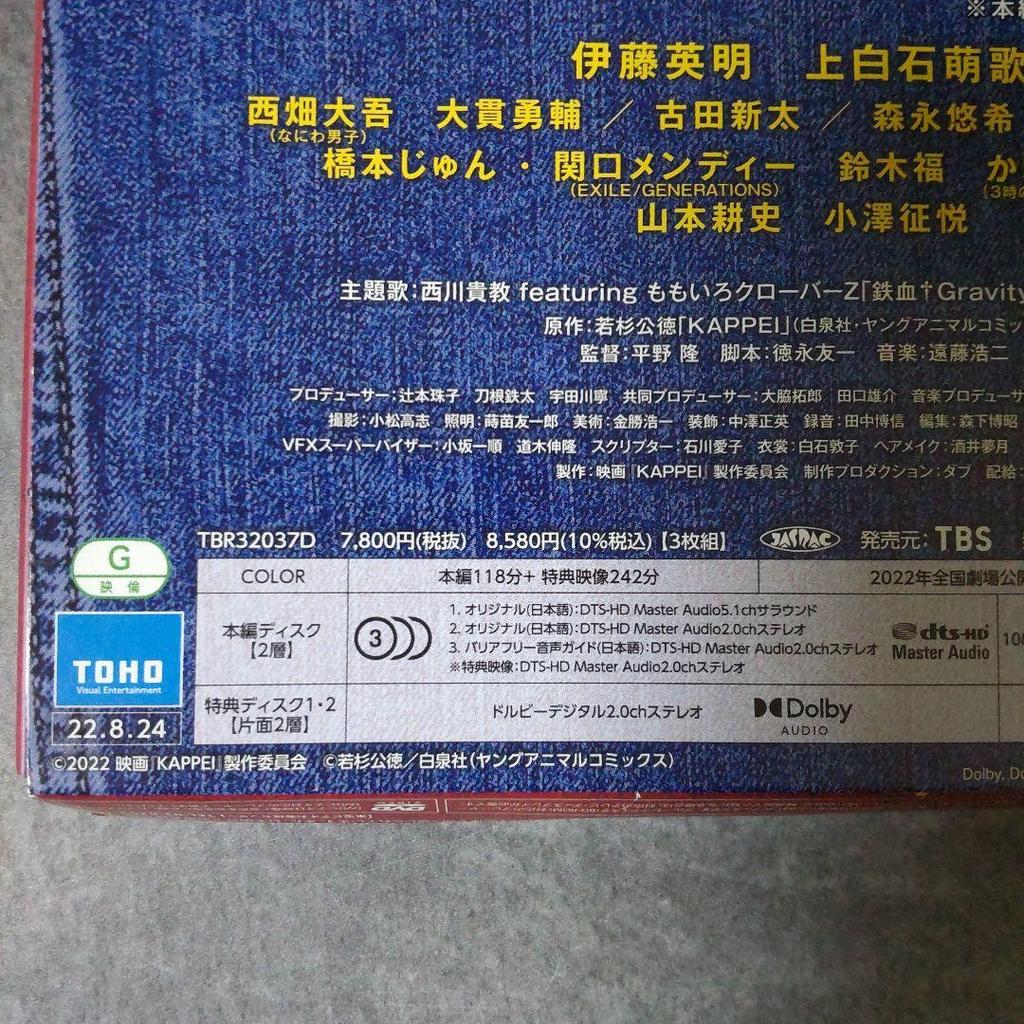 ※本
伊藤英明 上白石萌歌
西畑大吾 大貫勇輔 / 古田新太 / 森永悠希
(なにわ男子)
橋本じゅん・関口メンディー 鈴木福 か
(EXILE/GENERATIONS) (3時の
山本耕史 小澤征悦
主題歌:西川貴教 featuring ももいろクローバーZ「鉄血†Gravity
原作:若杉公徳「KAPPEI」(白泉社・ヤングアニマルコミッ
監督:平野 隆 脚本:徳永友一 音楽:遠藤浩二
プロデューサー:辻本珠子 刀根鉄太 宇田川寧 共同プロデューサー:大脇拓郎 田口雄介 音楽プロデューサ
撮影:小松高志 照明:蒔苗友一郎 美術:金勝浩一 装飾:中澤正英 録音:田中博信 編集:森下博昭
VFXスーパーバイザー:小坂一順 道木伸隆 スクリプター:石川愛子 衣裳:白石敦子 ヘアメイク:酒井夢月
製作:映画『KAPPEI』製作委員会 制作プロダクション:ダブ 配給:
TBR32037D 7,800円(税抜) 8,580円(10%税込)【3枚組】 JASRAC 発売元:TBS
G
映倫
COLOR 本編118分+特典映像242分 2022年全国劇場公開
本編ディスク
【2層】
3
1. オリジナル(日本語):DTS-HD Master Audio5.1chサラウンド
2. オリジナル(日本語):DTS-HD Master Audio2.0chステレオ
3. バリアフリー音声ガイド(日本語):DTS-HD Master Audio2.0chステレオ
※特典映像:DTS-HD Master Audio2.0chステレオ
dts-HD
Master Audio
10
TOHO
Visual Entertainment
22.8.24
特典ディスク1・2
【片面2層】
ドルビーデジタル2.0chステレオ
Dolby
AUDIO
©2022 映画『KAPPEI』製作委員会 ©若杉公徳/白泉社(ヤングアニマルコミックス)
Dolby, Do